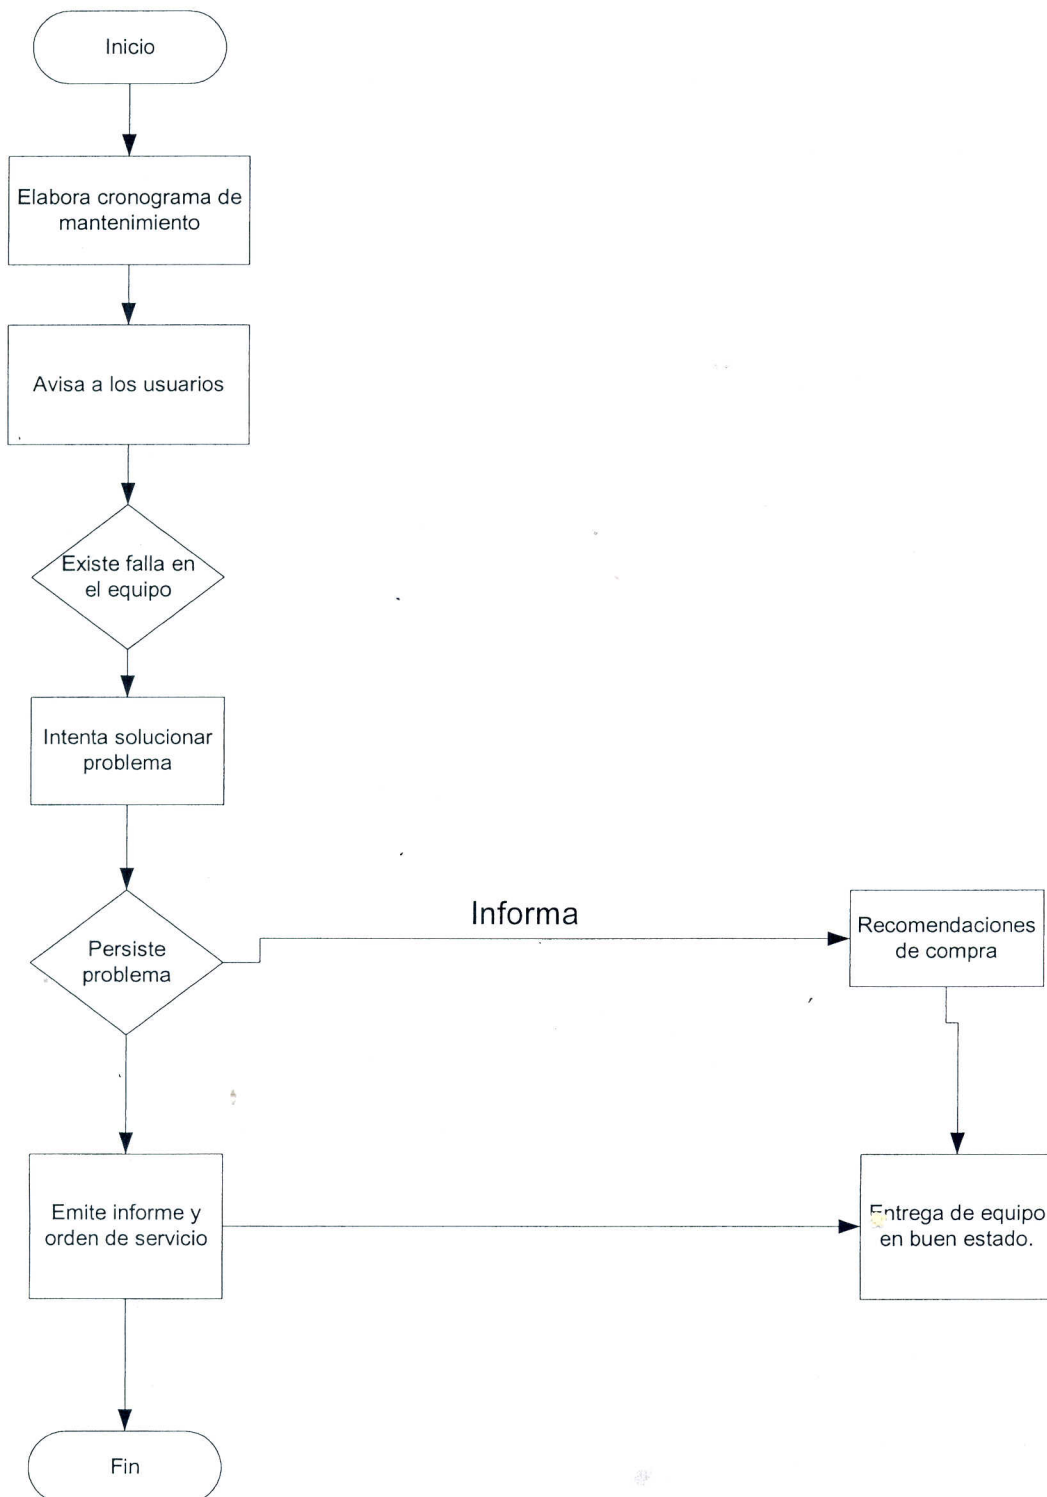 Inicio
Elabora cronograma de
mantenimiento
Avisa a los usuarios
Existe falla en
el equipo
Intenta solucionar
problema
Persiste
problema
Informa
Recomendaciones
de compra
Emite informe y
orden de servicio
Entrega de equipo
en buen estado.
Fin